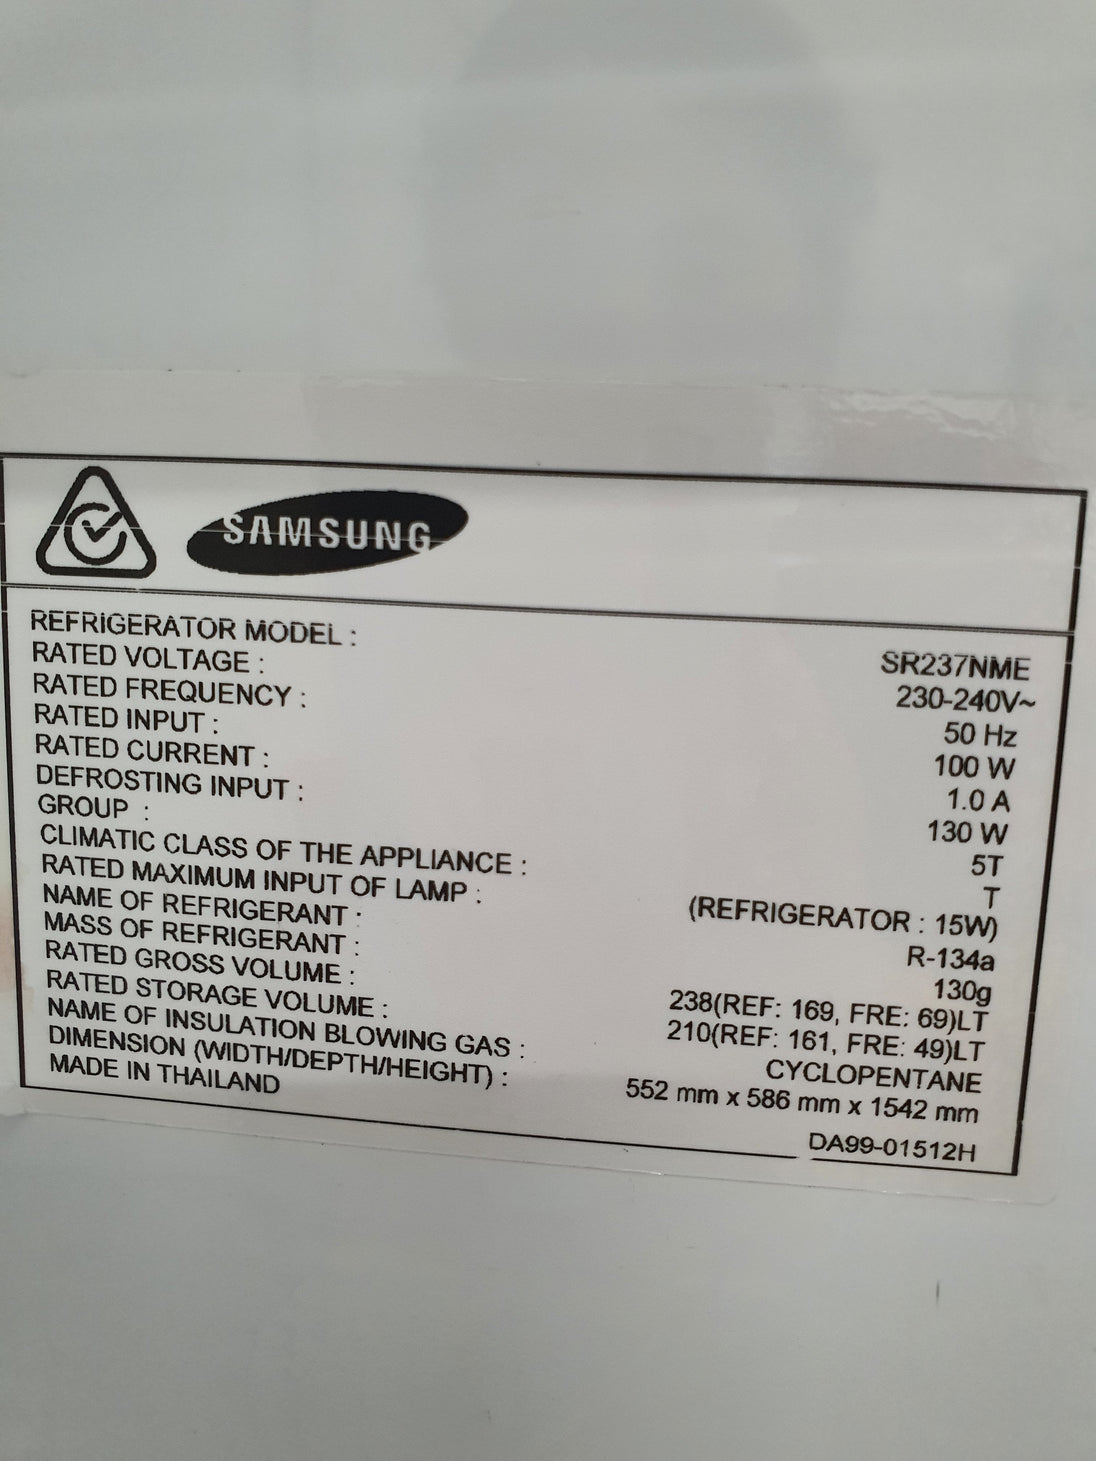 SAMSUNG
REFRIGERATOR MODEL : SR237NME
RATED VOLTAGE : 230-240V~
RATED FREQUENCY : 50 Hz
RATED INPUT : 100 W
RATED CURRENT : 1.0 A
DEFROSTING INPUT : 130 W
GROUP : 5T
CLIMATIC CLASS OF THE APPLIANCE : T
RATED MAXIMUM INPUT OF LAMP : (REFRIGERATOR : 15W)
NAME OF REFRIGERANT : R-134a
MASS OF REFRIGERANT : 130g
RATED GROSS VOLUME : 238(REF: 169, FRE: 69)LT
RATED STORAGE VOLUME : 210(REF: 161, FRE: 49)LT
NAME OF INSULATION BLOWING GAS : CYCLOPENTANE
DIMENSION (WIDTH/DEPTH/HEIGHT) : 552 mm x 586 mm x 1542 mm
MADE IN THAILAND
DA99-01512H